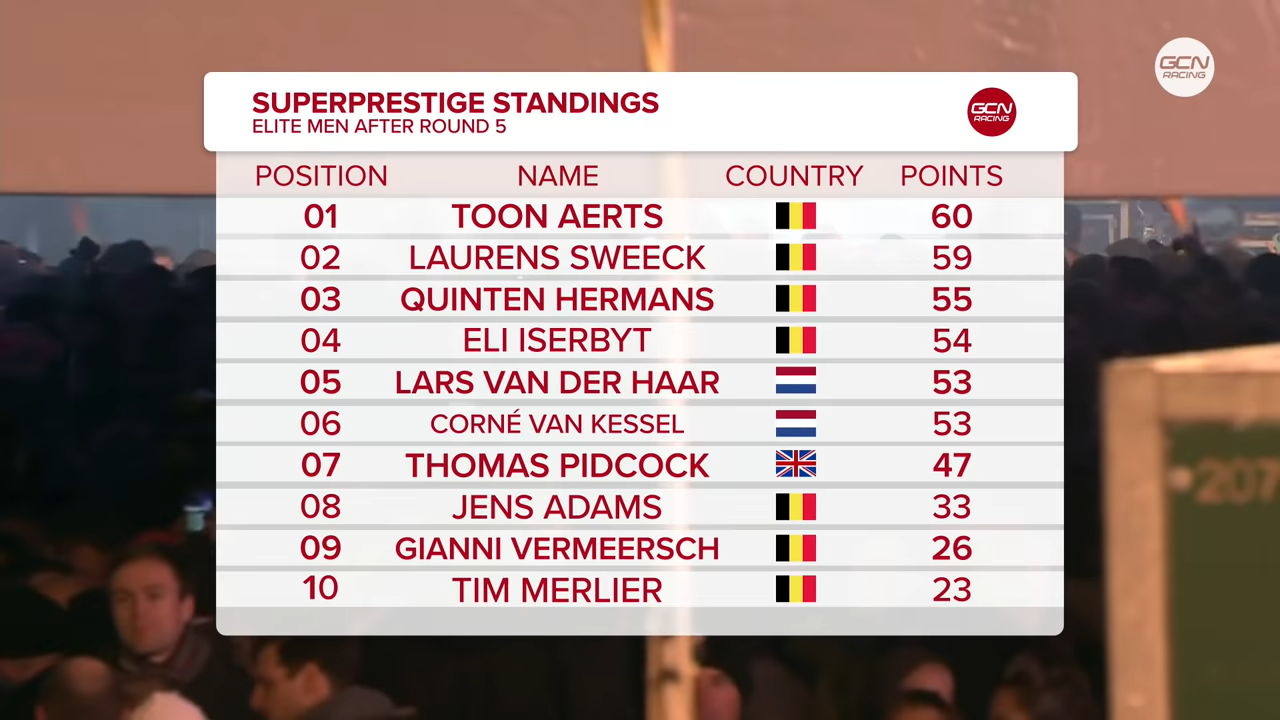 GCN
RACING
SUPERPRESTIGE STANDINGS
ELITE MEN AFTER ROUND 5
GCN
RACING
POSITION NAME COUNTRY POINTS
01 TOON AERTS 60
02 LAURENS SWEECK 59
03 QUINTEN HERMANS 55
04 ELI ISERBYT 54
05 LARS VAN DER HAAR 53
06 CORNÉ VAN KESSEL 53
07 THOMAS PIDCOCK 47
08 JENS ADAMS 33
09 GIANNI VERMEERSCH 26
10 TIM MERLIER 23
207